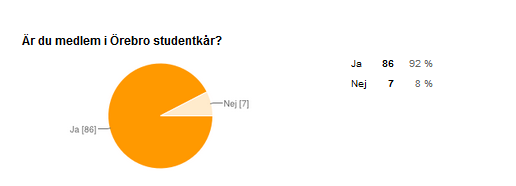 Är du medlem i Örebro studentkår?
Ja 86 92 %
Nej 7 8 %
Nej [7]
Ja [86]